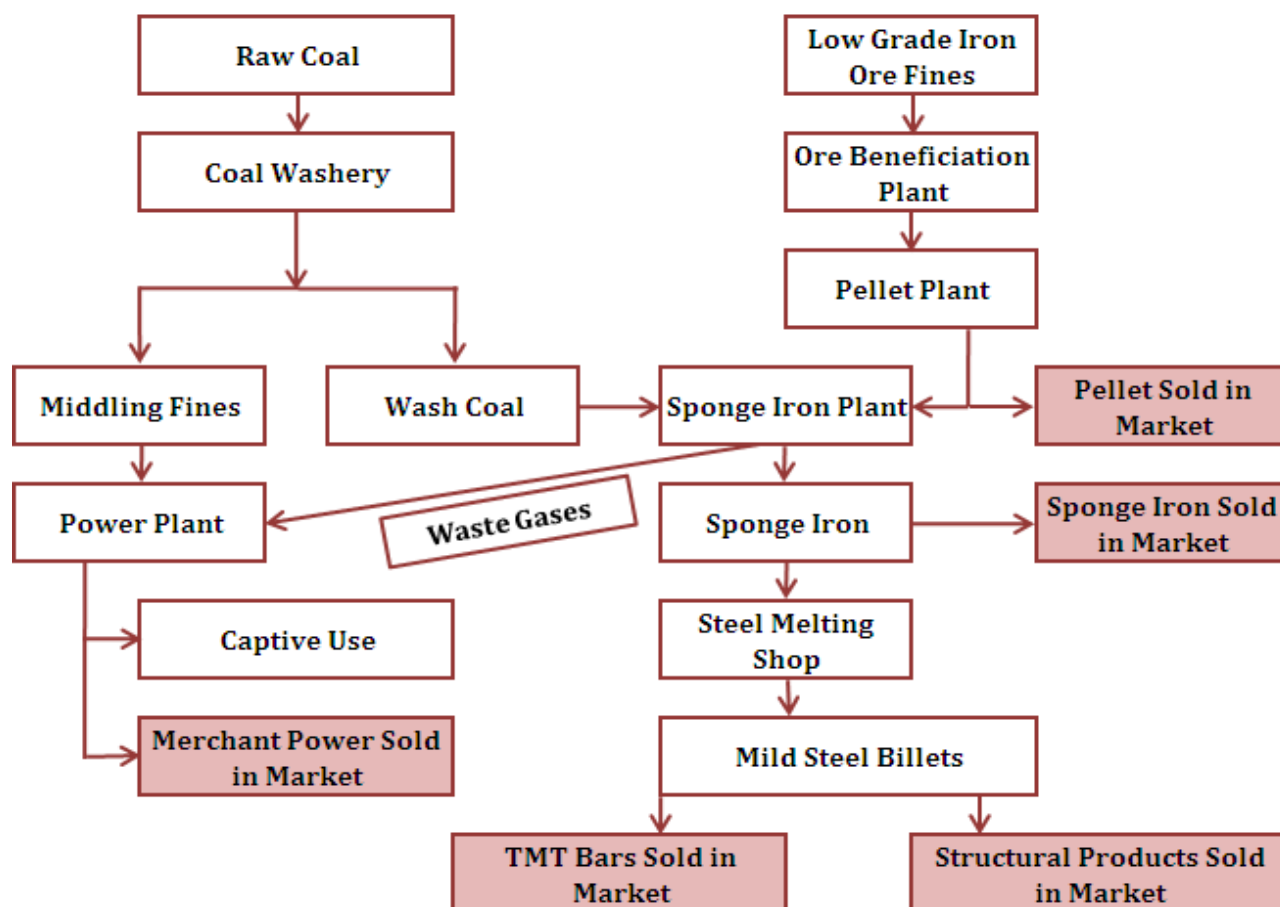 Raw Coal
Low Grade Iron
Ore Fines
Coal Washery
Ore Beneficiation
Plant
Pellet Plant
Middling Fines
Wash Coal
Sponge Iron Plant
Pellet Sold in
Market
Power Plant
Waste Gases
Sponge Iron
Sponge Iron Sold
in Market
Captive Use
Steel Melting
Shop
Merchant Power Sold
in Market
Mild Steel Billets
TMT Bars Sold in
Market
Structural Products Sold
in Market